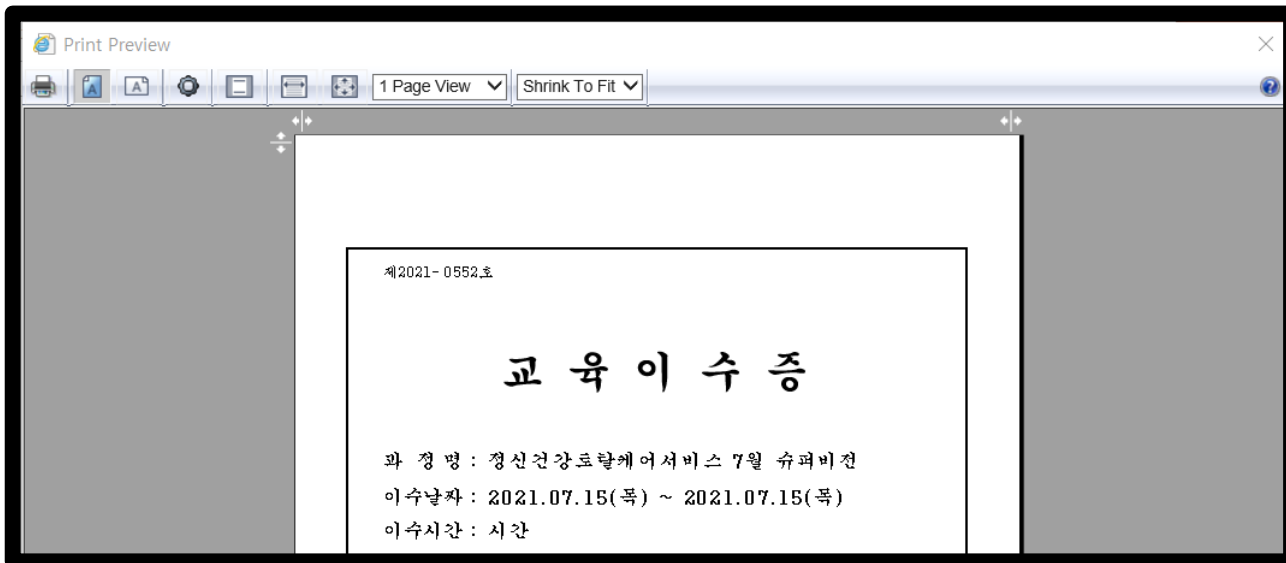 Print Preview
1 Page View Shrink To Fit
제2021-0552호
교육이수증
과 정 명 : 정신건강토탈케어서비스 7월 슈퍼비전
이수날짜 : 2021.07.15(목) ~ 2021.07.15(목)
이수시간 : 시간